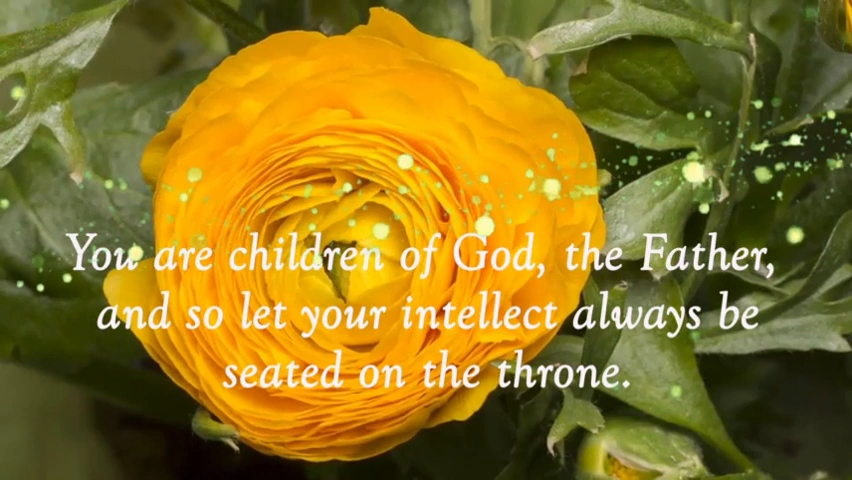 You are children of God, the Father,
and so let your intellect always be
seated on the throne.